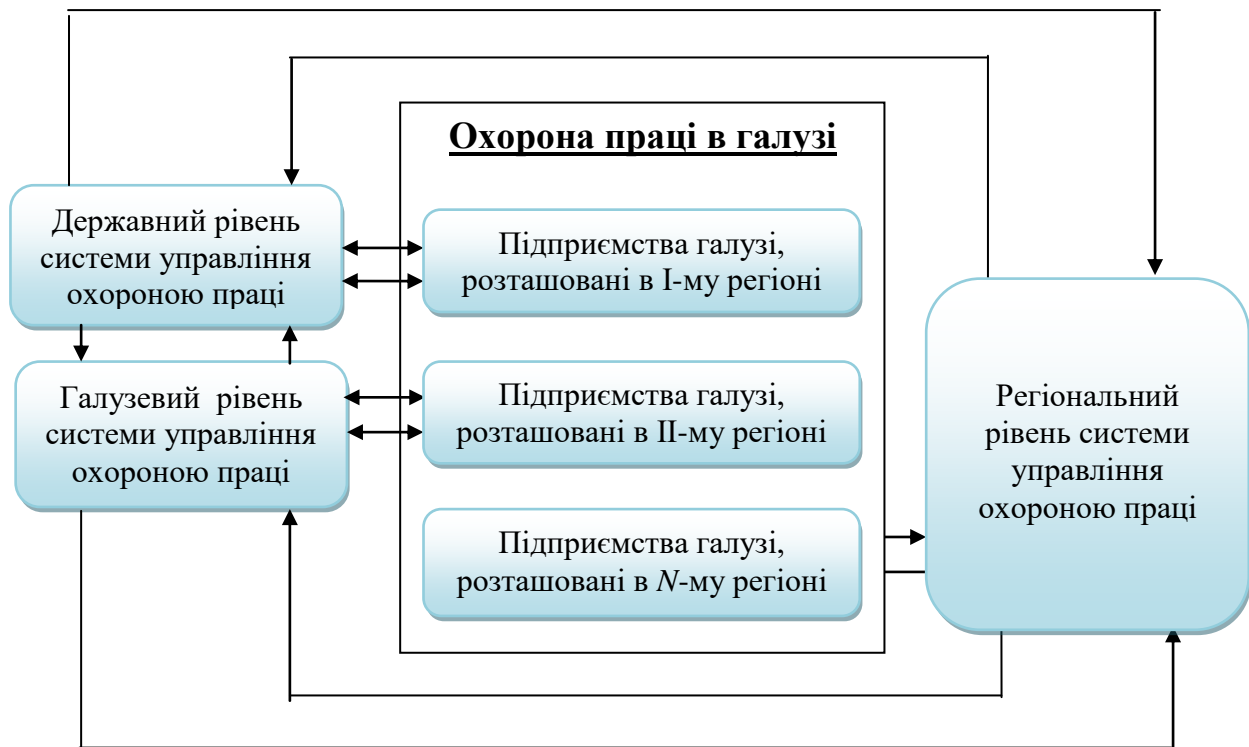 Охорона праці в галузі
Державний рівень
системи управління
охороною праці
Підприємства галузі,
розташовані в І-му регіоні
Галузевий рівень
системи управління
охороною праці
Підприємства галузі,
розташовані в ІІ-му регіоні
Підприємства галузі,
розташовані в N-му регіоні
Регіональний
рівень системи
управління
охороною праці